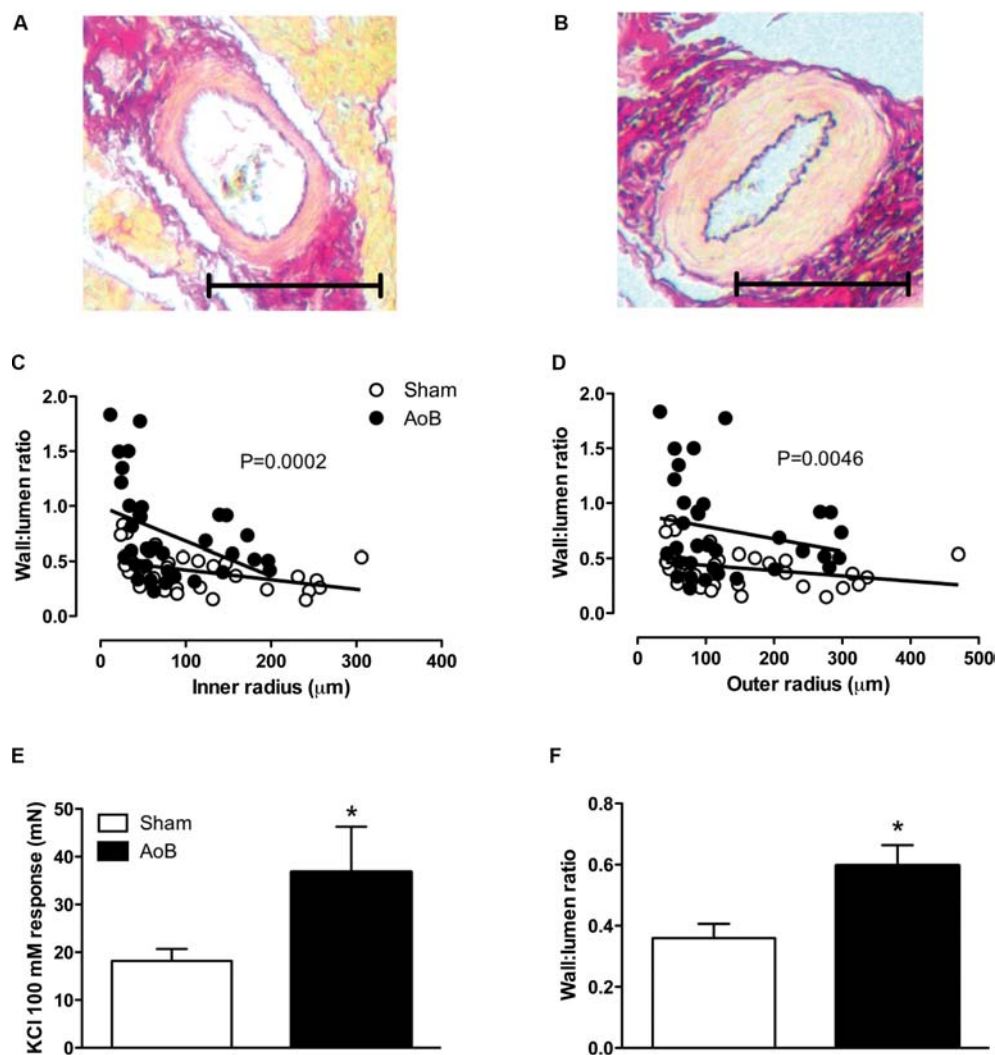 A
B
C
Wall:lumen ratio
2.0
1.5
1.0
0.5
0.0
0 100 200 300 400
Inner radius (μm)
Sham
AoB
P=0.0002
D
Wall:lumen ratio
2.0
1.5
1.0
0.5
0.0
0 100 200 300 400 500
Outer radius (μm)
P=0.0046
E
KCl 100 mM response (mN)
50
40
30
20
10
0
Sham
AoB
*
F
Wall:lumen ratio
0.8
0.6
0.4
0.2
0.0
*